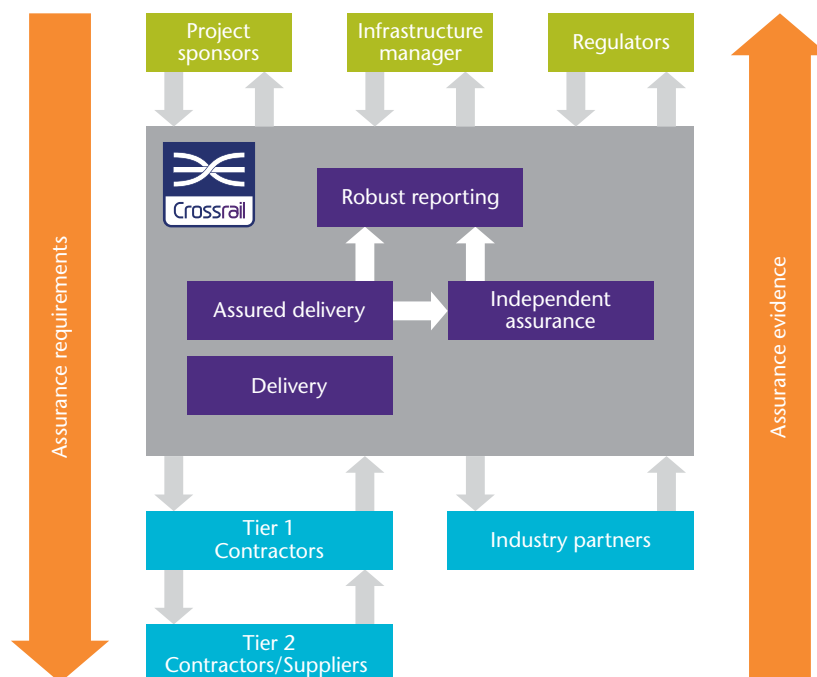 Project
sponsors
Infrastructure
manager
Regulators
Crossrail
Robust reporting
Assured delivery
Independent
assurance
Delivery
Assurance requirements
Assurance evidence
Tier 1
Contractors
Industry partners
Tier 2
Contractors/Suppliers